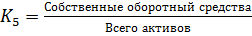 K₅ = Собственные оборотный средства
Всего активов